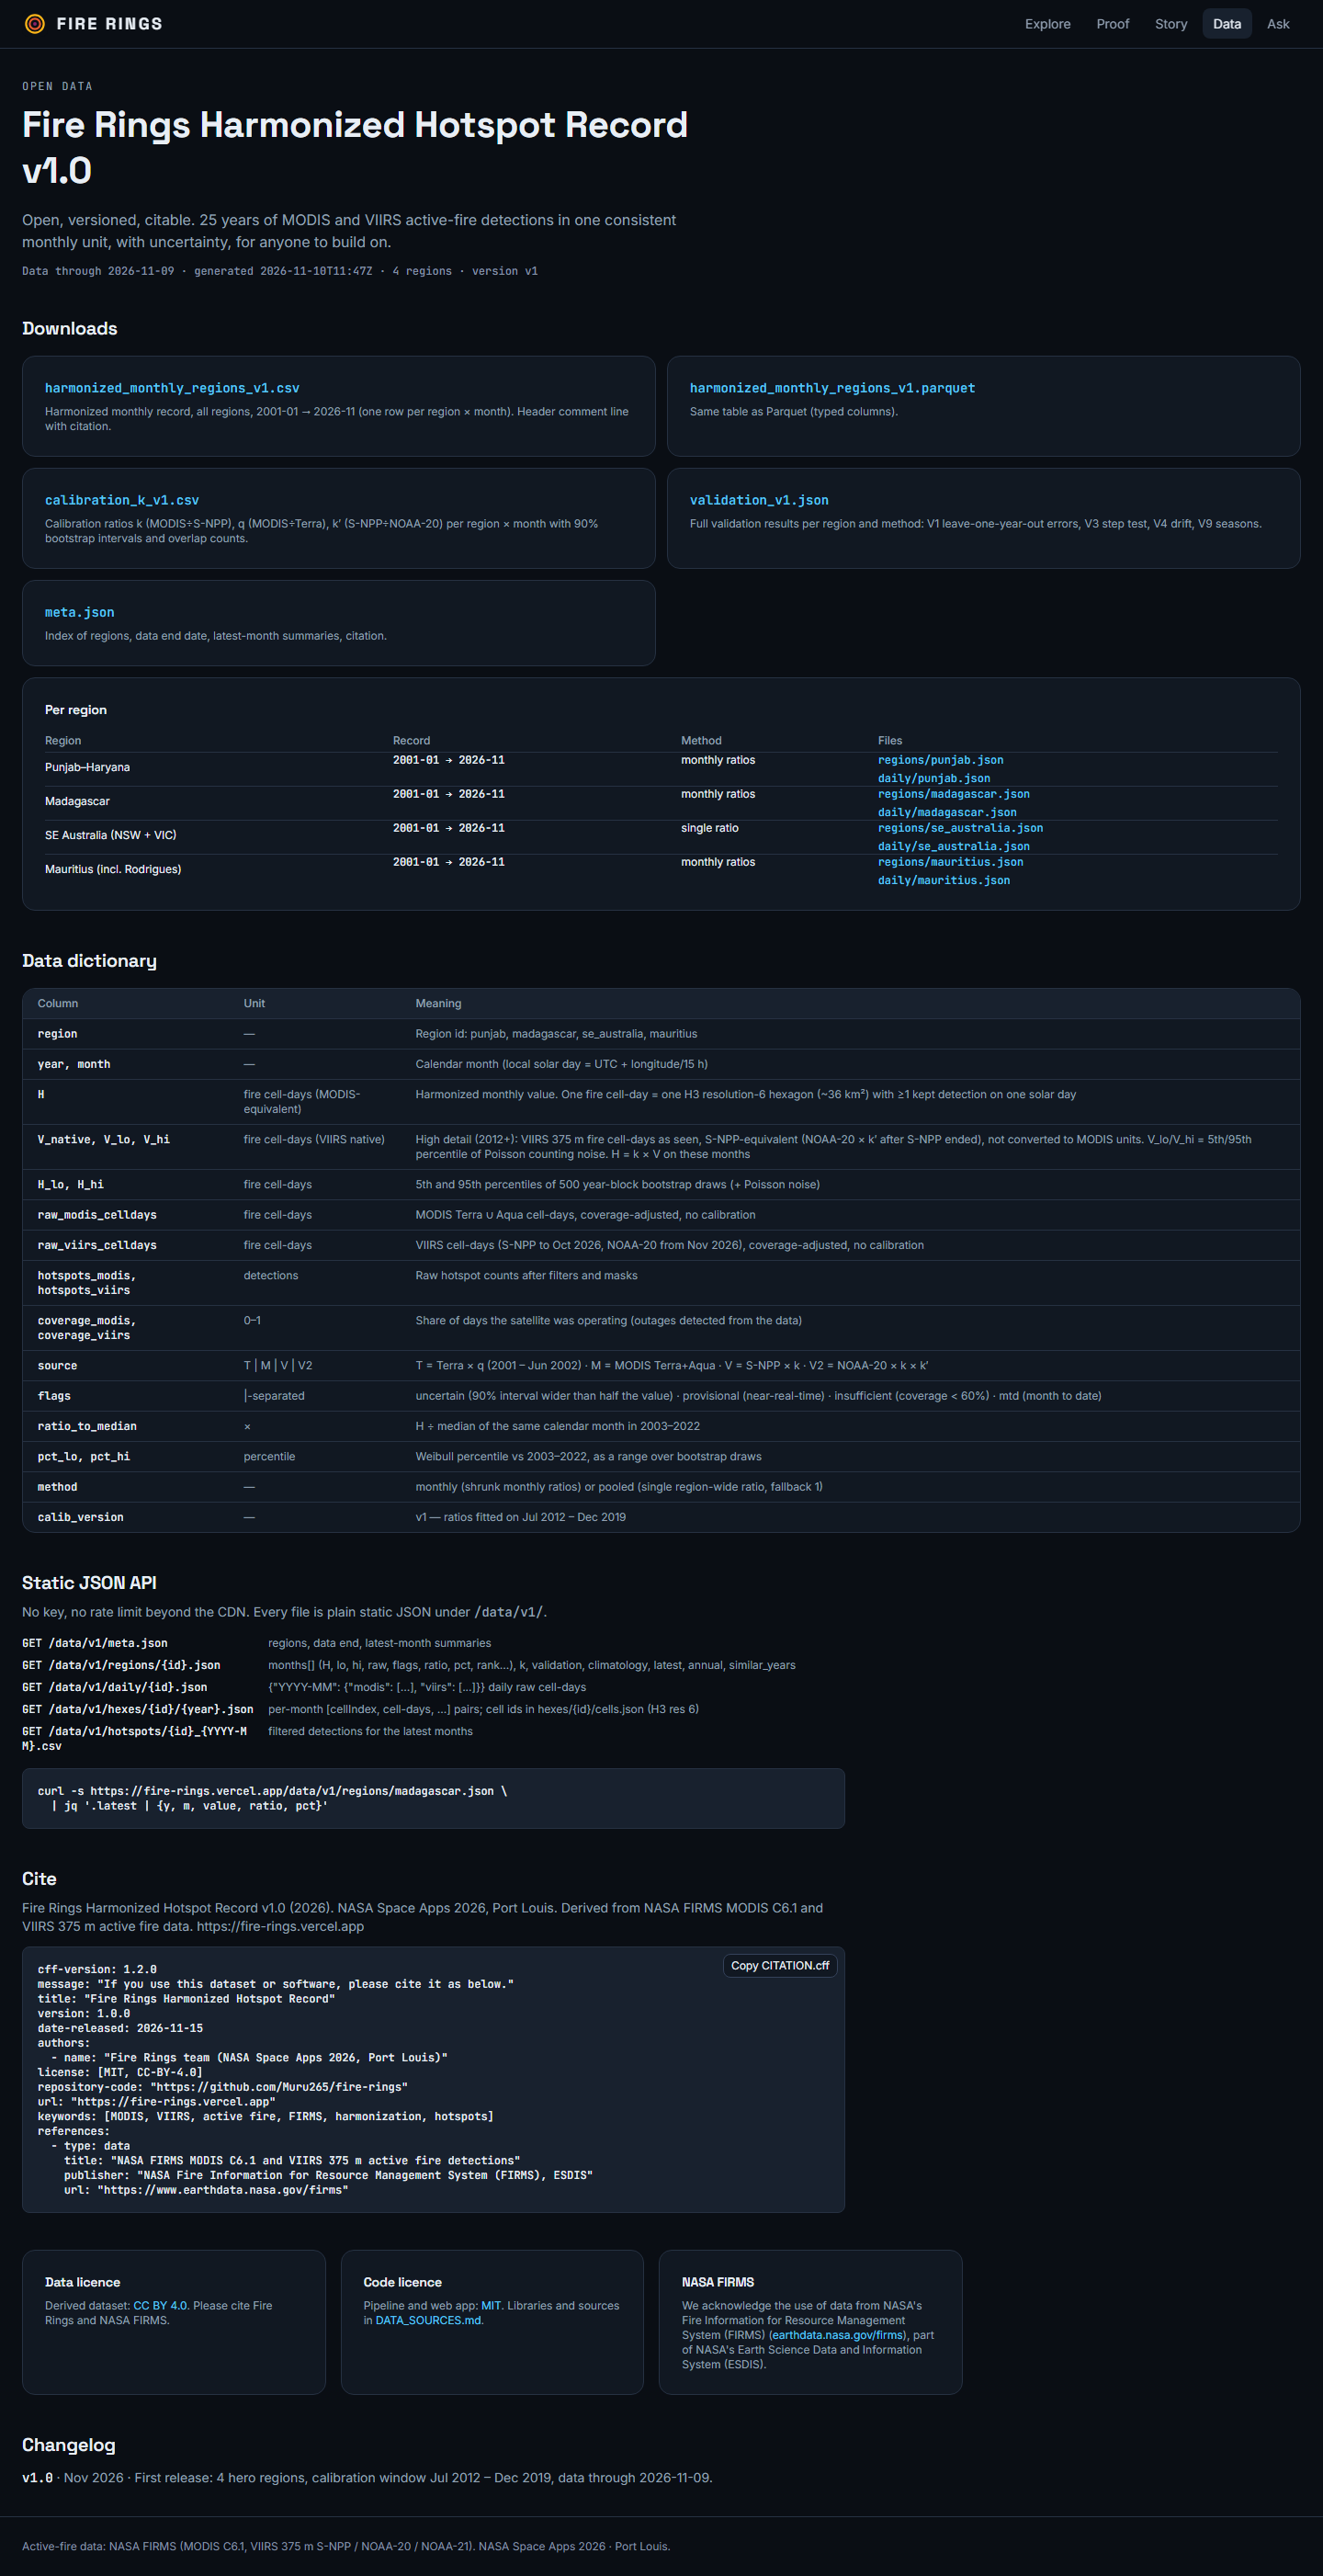 FIRE RINGS
Explore Proof Story Data Ask
OPEN DATA
Fire Rings Harmonized Hotspot Record
v1.0
Open, versioned, citable. 25 years of MODIS and VIIRS active-fire detections in one consistent
monthly unit, with uncertainty, for anyone to build on.
Data through 2026-11-09 · generated 2026-11-10T11:47Z · 4 regions · version v1
Downloads
harmonized_monthly_regions_v1.csv
Harmonized monthly record, all regions, 2001-01 → 2026-11 (one row per region × month). Header comment line
with citation.
harmonized_monthly_regions_v1.parquet
Same table as Parquet (typed columns).
calibration_k_v1.csv
Calibration ratios k (MODIS÷S-NPP), q (MODIS÷Terra), k′ (S-NPP÷NOAA-20) per region × month with 90%
bootstrap intervals and overlap counts.
validation_v1.json
Full validation results per region and method: V1 leave-one-year-out errors, V3 step test, V4 drift, V9 seasons.
meta.json
Index of regions, data end date, latest-month summaries, citation.
Per region
Region Record Method Files
Punjab–Haryana 2001-01 → 2026-11 monthly ratios regions/punjab.json
daily/punjab.json
Madagascar 2001-01 → 2026-11 monthly ratios regions/madagascar.json
daily/madagascar.json
SE Australia (NSW + VIC) 2001-01 → 2026-11 single ratio regions/se_australia.json
daily/se_australia.json
Mauritius (incl. Rodrigues) 2001-01 → 2026-11 monthly ratios regions/mauritius.json
daily/mauritius.json
Data dictionary
Column Unit Meaning
region — Region id: punjab, madagascar, se_australia, mauritius
year, month — Calendar month (local solar day = UTC + longitude/15 h)
H fire cell-days (MODIS-
equivalent) Harmonized monthly value. One fire cell-day = one H3 resolution-6 hexagon (~36 km²) with ≥1 kept detection on one solar day
V_native, V_lo, V_hi fire cell-days (VIIRS native) High detail (2012+): VIIRS 375 m fire cell-days as seen, S-NPP-equivalent (NOAA-20 × k′ after S-NPP ended), not converted to MODIS units. V_lo/V_hi = 5th/95th
percentile of Poisson counting noise. H = k × V on these months
H_lo, H_hi fire cell-days 5th and 95th percentiles of 500 year-block bootstrap draws (+ Poisson noise)
raw_modis_celldays fire cell-days MODIS Terra ∪ Aqua cell-days, coverage-adjusted, no calibration
raw_viirs_celldays fire cell-days VIIRS cell-days (S-NPP to Oct 2026, NOAA-20 from Nov 2026), coverage-adjusted, no calibration
hotspots_modis,
hotspots_viirs detections Raw hotspot counts after filters and masks
coverage_modis,
coverage_viirs 0–1 Share of days the satellite was operating (outages detected from the data)
source T | M | V | V2 T = Terra × q (2001 – Jun 2002) · M = MODIS Terra+Aqua · V = S-NPP × k · V2 = NOAA-20 × k × k′
flags |-separated uncertain (90% interval wider than half the value) · provisional (near-real-time) · insufficient (coverage < 60%) · mtd (month to date)
ratio_to_median × H ÷ median of the same calendar month in 2003–2022
pct_lo, pct_hi percentile Weibull percentile vs 2003–2022, as a range over bootstrap draws
method — monthly (shrunk monthly ratios) or pooled (single region-wide ratio, fallback 1)
calib_version — v1 — ratios fitted on Jul 2012 – Dec 2019
Static JSON API
No key, no rate limit beyond the CDN. Every file is plain static JSON under /data/v1/.
GET /data/v1/meta.json regions, data end, latest-month summaries
GET /data/v1/regions/{id}.json months[] (H, lo, hi, raw, flags, ratio, pct, rank…), k, validation, climatology, latest, annual, similar_years
GET /data/v1/daily/{id}.json {"YYYY-MM": {"modis": […], "viirs": […]}} daily raw cell-days
GET /data/v1/hexes/{id}/{year}.json per-month [cellIndex, cell-days, …] pairs; cell ids in hexes/{id}/cells.json (H3 res 6)
GET /data/v1/hotspots/{id}_{YYYY-M
M}.csv filtered detections for the latest months
curl -s https://fire-rings.vercel.app/data/v1/regions/madagascar.json \
| jq '.latest | {y, m, value, ratio, pct}'
Cite
Fire Rings Harmonized Hotspot Record v1.0 (2026). NASA Space Apps 2026, Port Louis. Derived from NASA FIRMS MODIS C6.1 and
VIIRS 375 m active fire data. https://fire-rings.vercel.app
Copy CITATION.cff
cff-version: 1.2.0
message: "If you use this dataset or software, please cite it as below."
title: "Fire Rings Harmonized Hotspot Record"
version: 1.0.0
date-released: 2026-11-15
authors:
- name: "Fire Rings team (NASA Space Apps 2026, Port Louis)"
license: [MIT, CC-BY-4.0]
repository-code: "https://github.com/Muru265/fire-rings"
url: "https://fire-rings.vercel.app"
keywords: [MODIS, VIIRS, active fire, FIRMS, harmonization, hotspots]
references:
- type: data
title: "NASA FIRMS MODIS C6.1 and VIIRS 375 m active fire detections"
publisher: "NASA Fire Information for Resource Management System (FIRMS), ESDIS"
url: "https://www.earthdata.nasa.gov/firms"
Data licence
Derived dataset: CC BY 4.0. Please cite Fire
Rings and NASA FIRMS.
Code licence
Pipeline and web app: MIT. Libraries and sources
in DATA_SOURCES.md.
NASA FIRMS
We acknowledge the use of data from NASA's
Fire Information for Resource Management
System (FIRMS) (earthdata.nasa.gov/firms), part
of NASA's Earth Science Data and Information
System (ESDIS).
Changelog
v1.0 · Nov 2026 · First release: 4 hero regions, calibration window Jul 2012 – Dec 2019, data through 2026-11-09.
Active-fire data: NASA FIRMS (MODIS C6.1, VIIRS 375 m S-NPP / NOAA-20 / NOAA-21). NASA Space Apps 2026 · Port Louis.